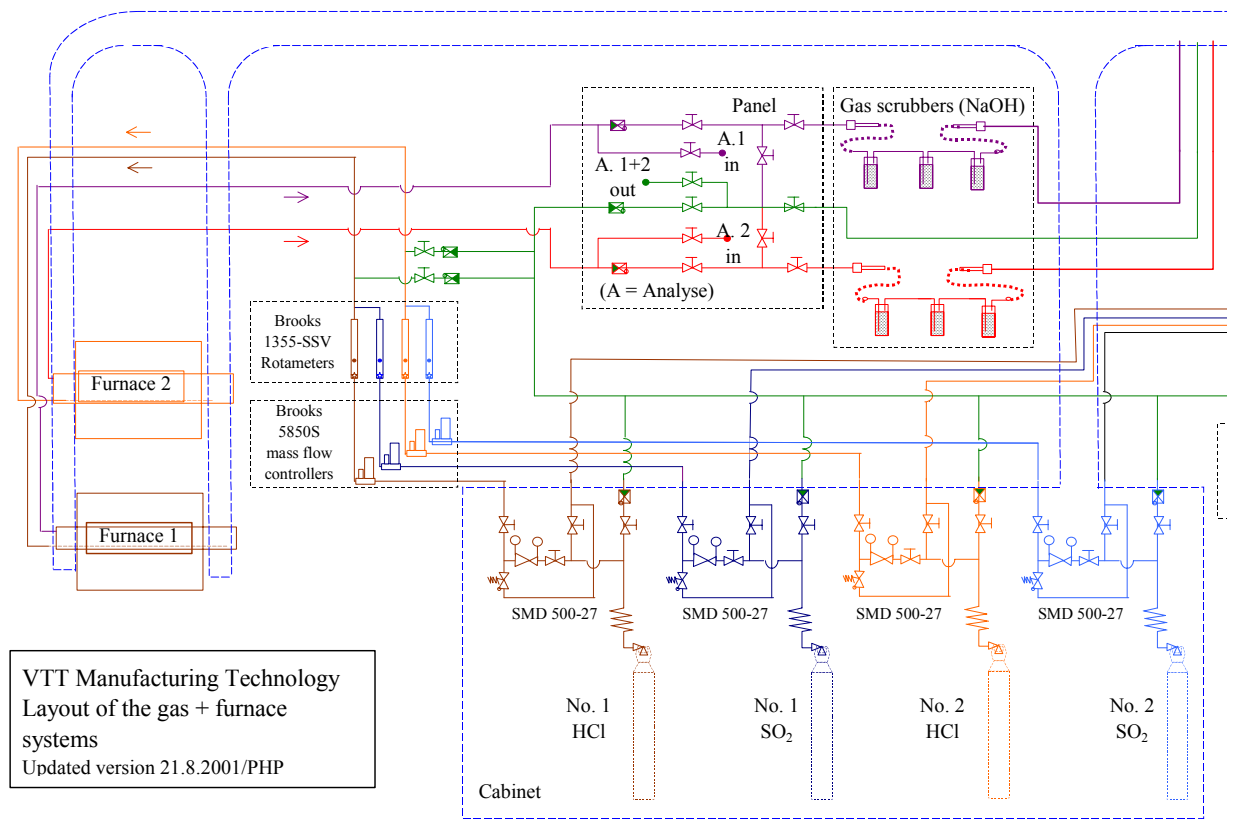 Panel
Gas scrubbers (NaOH)
A.1
in
A. 1+2
out
A. 2
in
(A = Analyse)
Brooks
1355-SSV
Rotameters
Furnace 2
Brooks
5850S
mass flow
controllers
Furnace 1
SMD 500-27
SMD 500-27
SMD 500-27
SMD 500-27
No. 1
HCl
No. 1
SO₂
No. 2
HCl
No. 2
SO₂
VTT Manufacturing Technology
Layout of the gas + furnace
systems
Updated version 21.8.2001/PHP
Cabinet